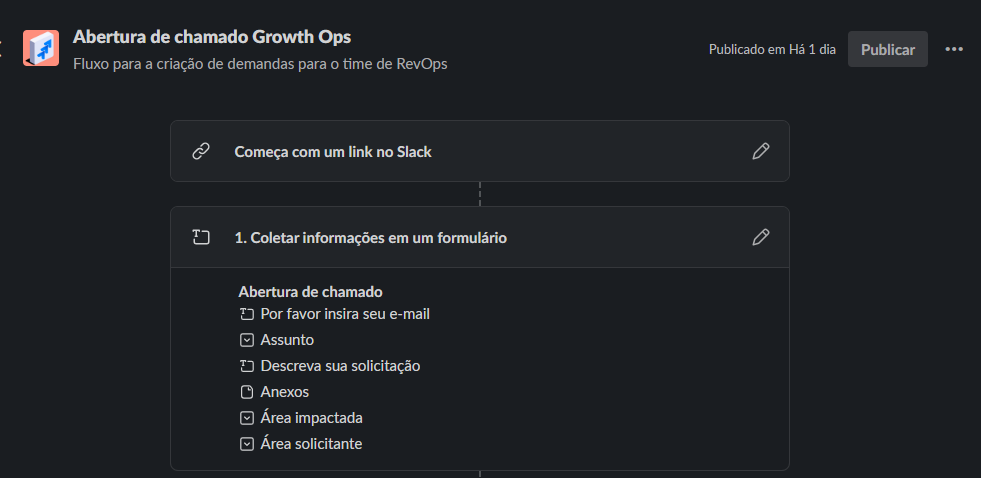 Abertura de chamado Growth Ops
Fluxo para a criação de demandas para o time de RevOps
Publicado em Há 1 dia
Publicar
Começa com um link no Slack
1. Coletar informações em um formulário
Abertura de chamado
Por favor insira seu e-mail
Assunto
Descreva sua solicitação
Anexos
Área impactada
Área solicitante